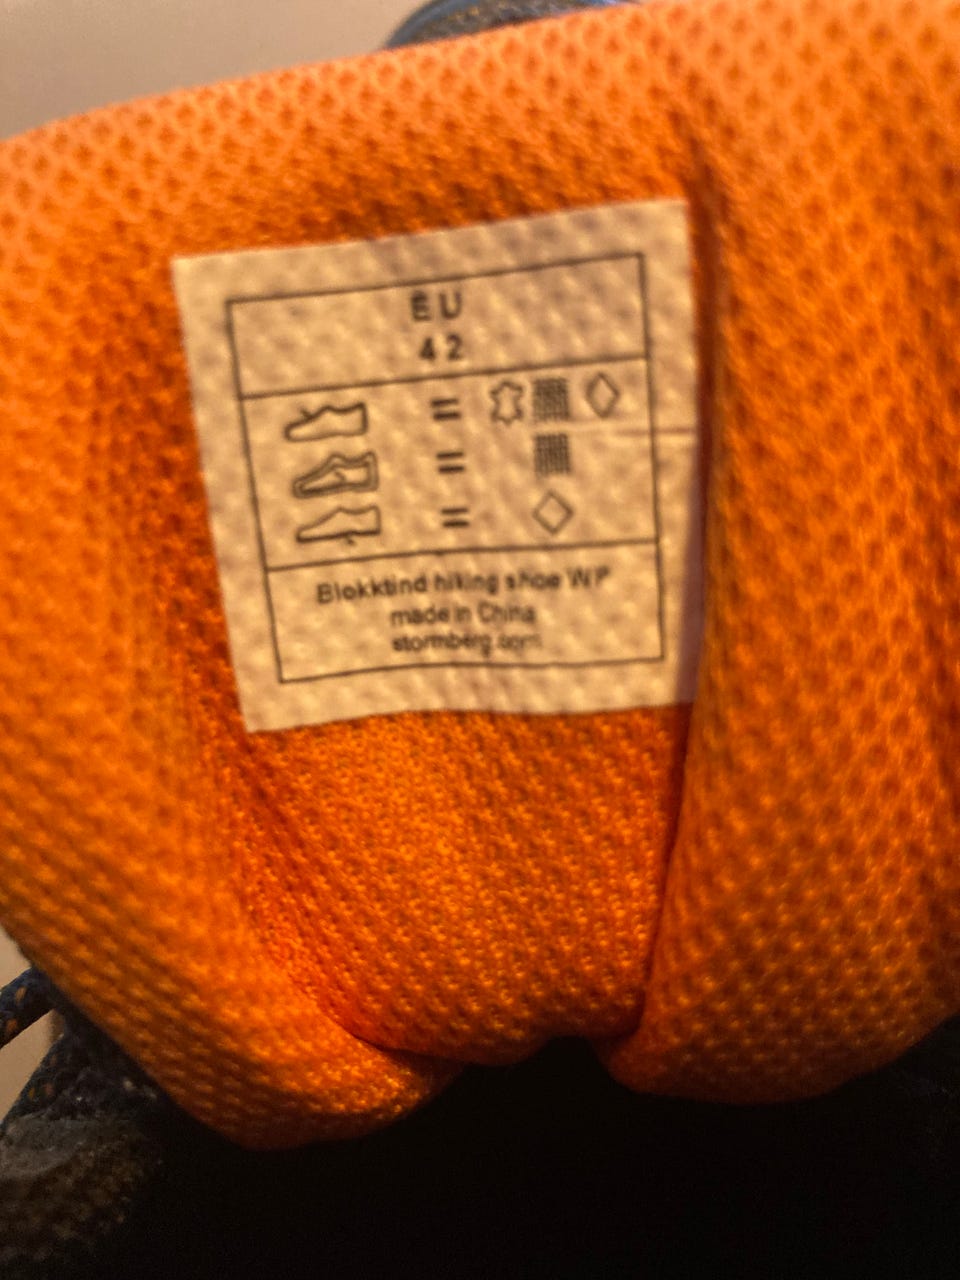 EU
42
=
=
=
Blokktind hiking shoe WP
made in China
stormberg.com